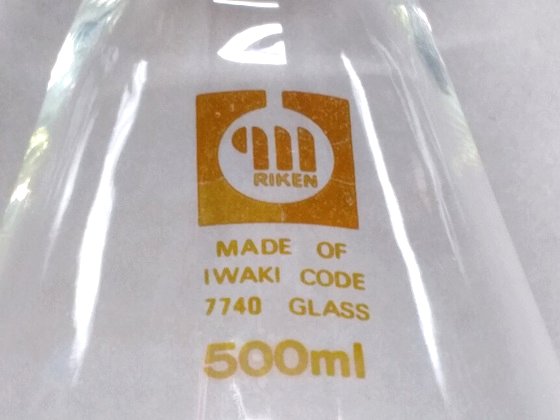 RIKEN
MADE OF
IWAKI CODE
7740 GLASS
500ml